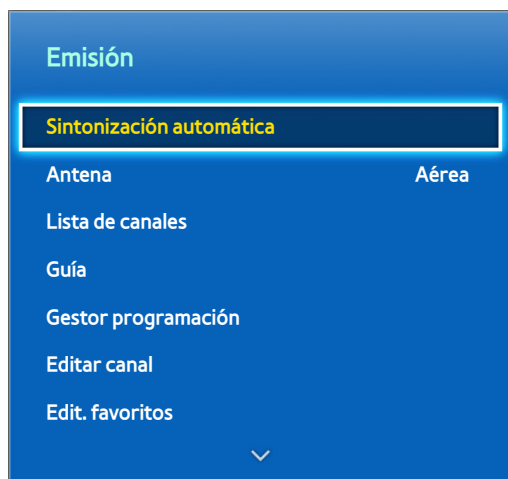 Emisión
Sintonización automática
Antena Aérea
Lista de canales
Guía
Gestor programación
Editar canal
Edit. favoritos